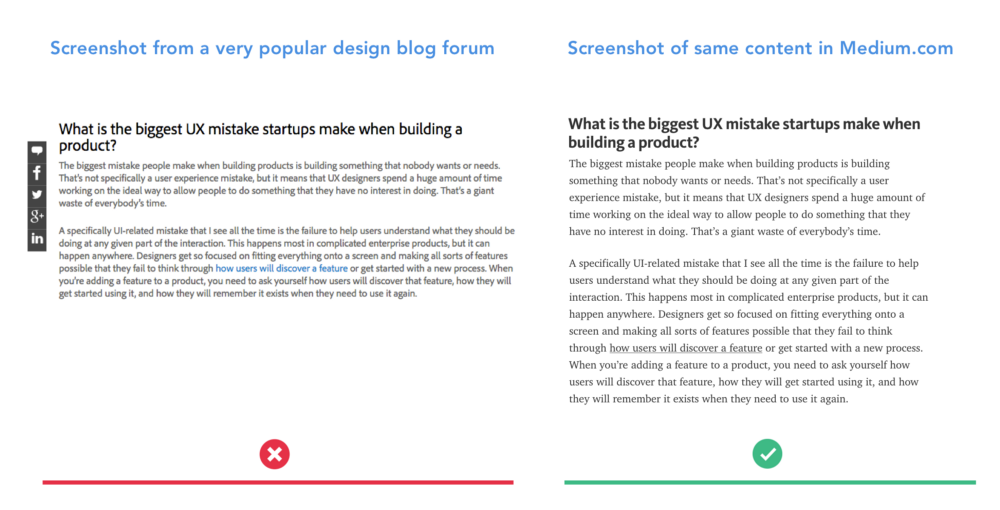 Screenshot from a very popular design blog forum
What is the biggest UX mistake startups make when building a
product?
The biggest mistake people make when building products is building something that nobody wants or needs.
That's not specifically a user experience mistake, but it means that UX designers spend a huge amount of time
working on the ideal way to allow people to do something that they have no interest in doing. That's a giant
waste of everybody's time.
A specifically UI-related mistake that I see all the time is the failure to help users understand what they should be
doing at any given part of the interaction. This happens most in complicated enterprise products, but it can
happen anywhere. Designers get so focused on fitting everything onto a screen and making all sorts of features
possible that they fail to think through how users will discover a feature or get started with a new process. When
you're adding a feature to a product, you need to ask yourself how users will discover that feature, how they will
get started using it, and how they will remember it exists when they need to use it again.
f
g+
in
Screenshot of same content in Medium.com
What is the biggest UX mistake startups make when
building a product?
The biggest mistake people make when building products is building
something that nobody wants or needs. That's not specifically a user
experience mistake, but it means that UX designers spend a huge amount of
time working on the ideal way to allow people to do something that they
have no interest in doing. That's a giant waste of everybody's time.
A specifically UI-related mistake that I see all the time is the failure to help
users understand what they should be doing at any given part of the
interaction. This happens most in complicated enterprise products, but it can
happen anywhere. Designers get so focused on fitting everything onto a
screen and making all sorts of features possible that they fail to think
through how users will discover a feature or get started with a new process.
When you're adding a feature to a product, you need to ask yourself how
users will discover that feature, how they will get started using it, and how
they will remember it exists when they need to use it again.